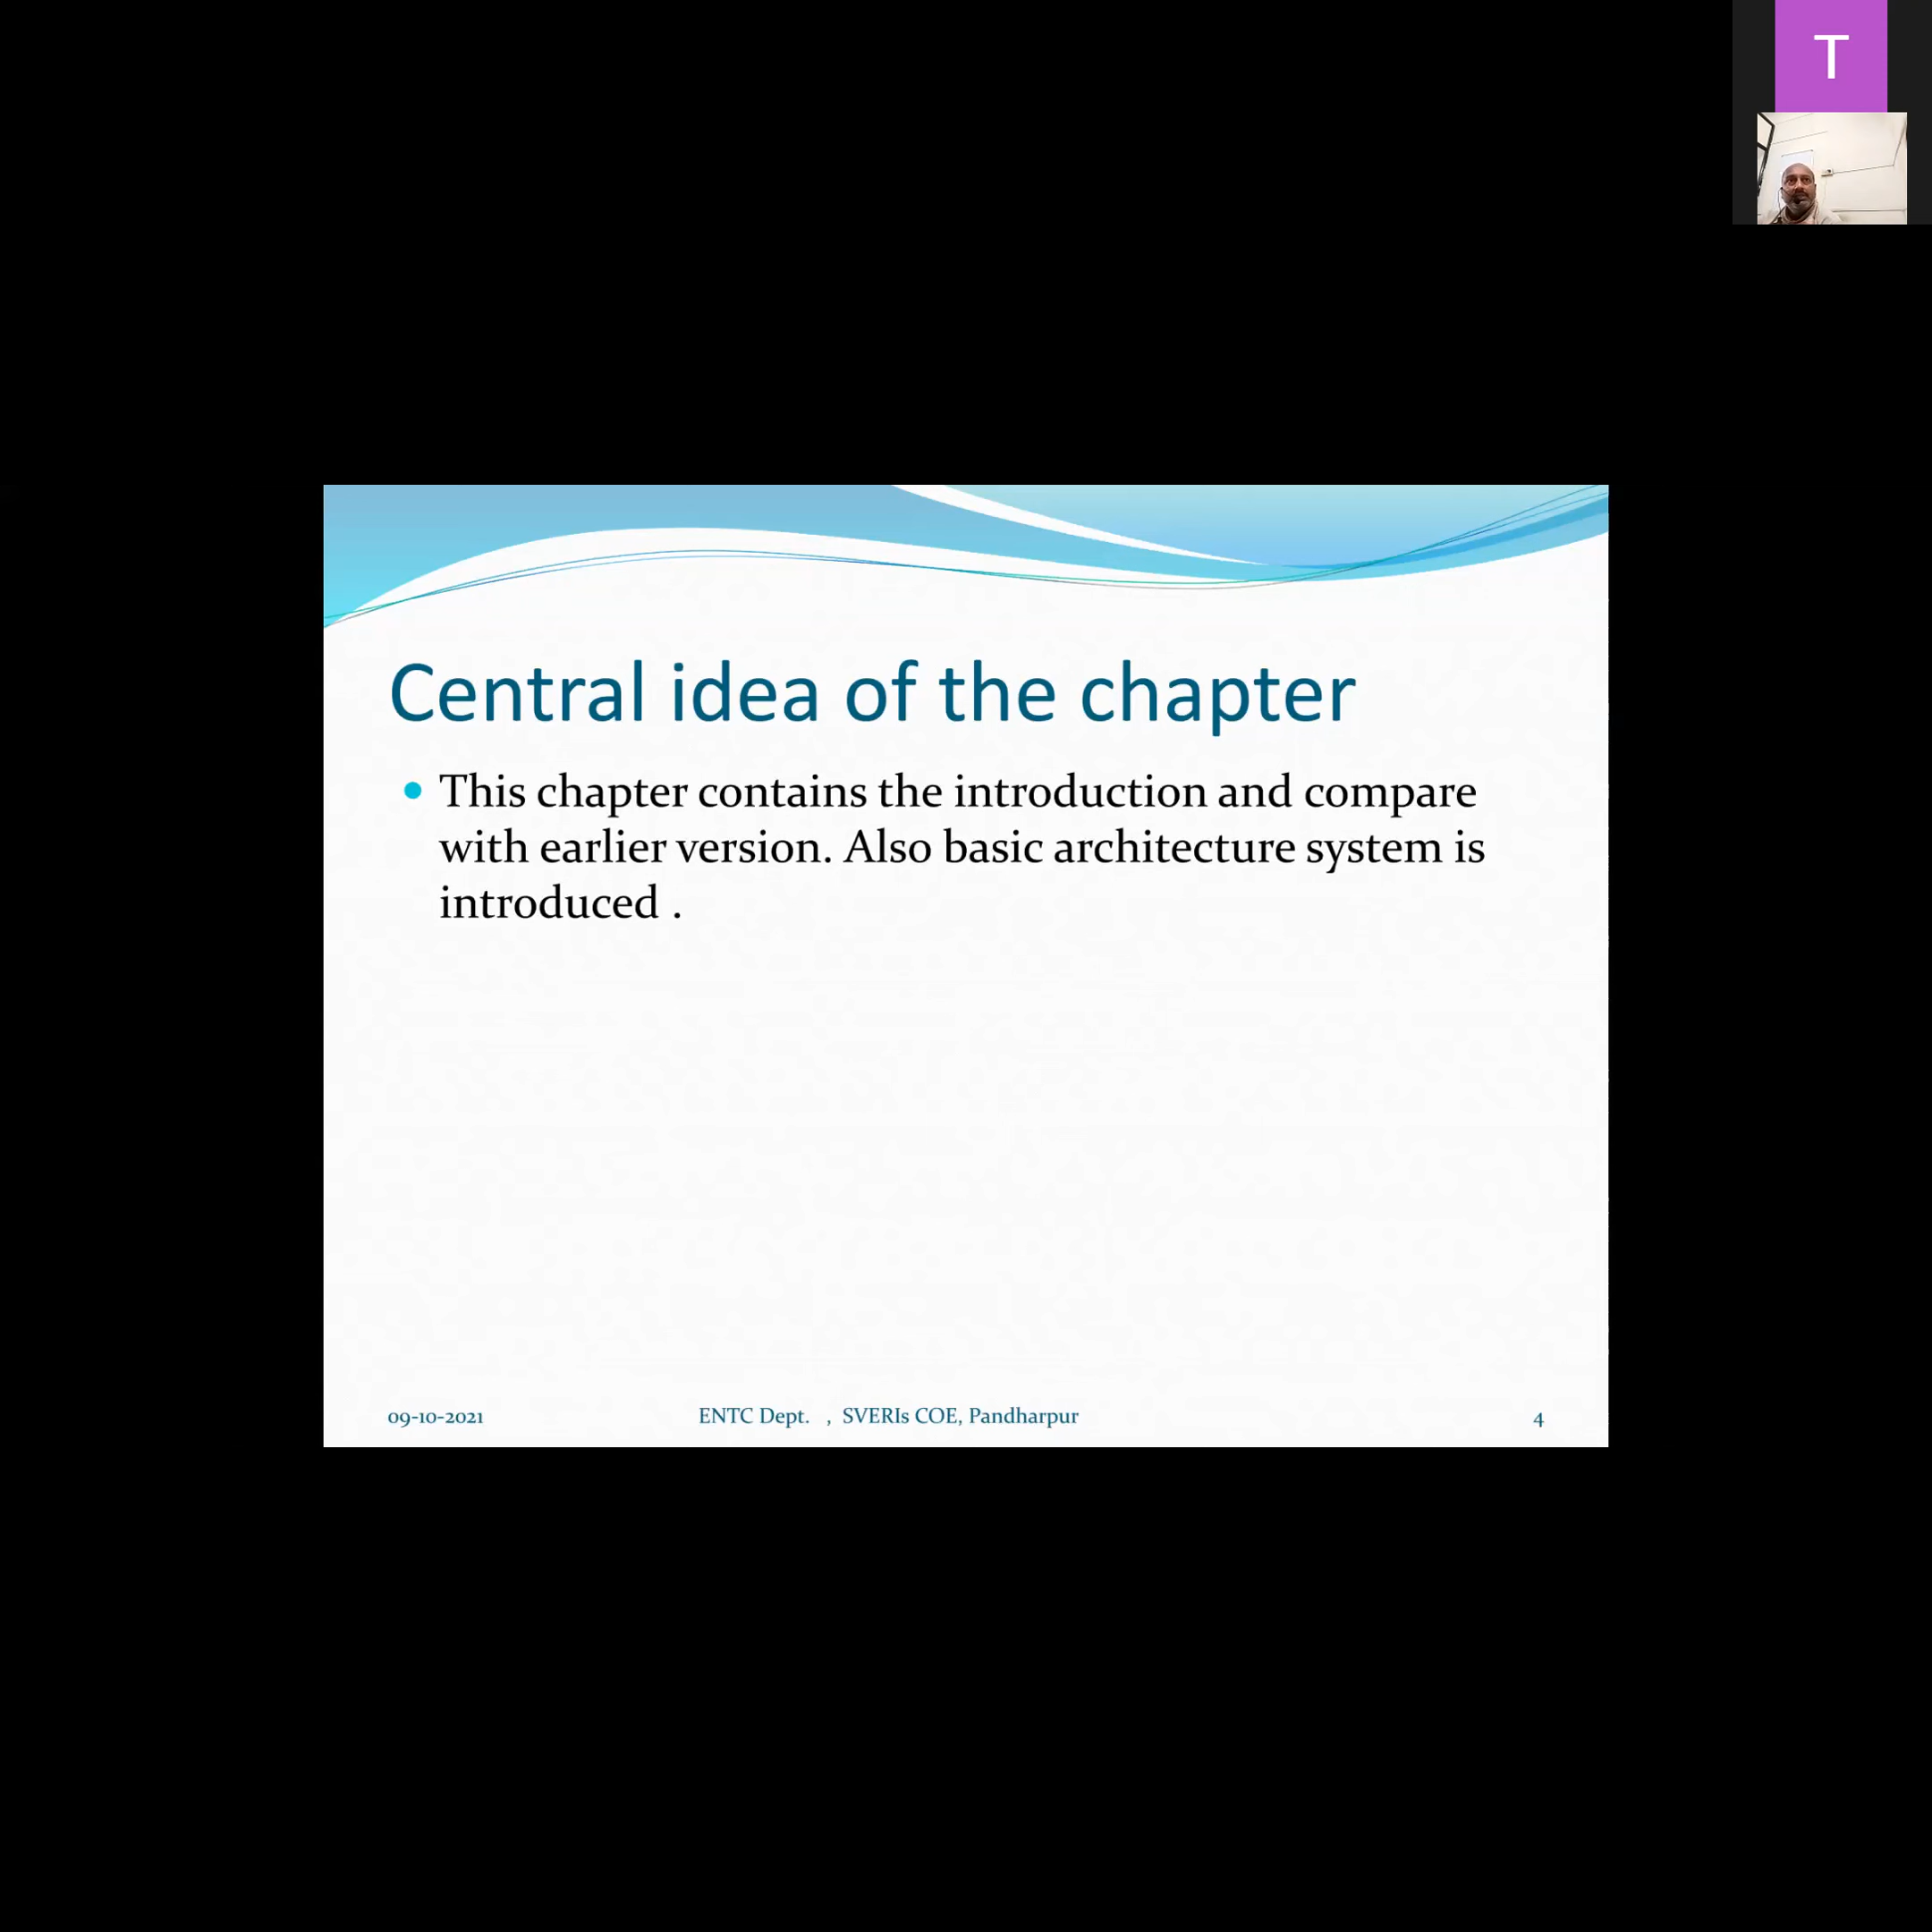 T
Central idea of the chapter
This chapter contains the introduction and compare
with earlier version. Also basic architecture system is
introduced .
09-10-2021 ENTC Dept. , SVERIs COE, Pandharpur 4